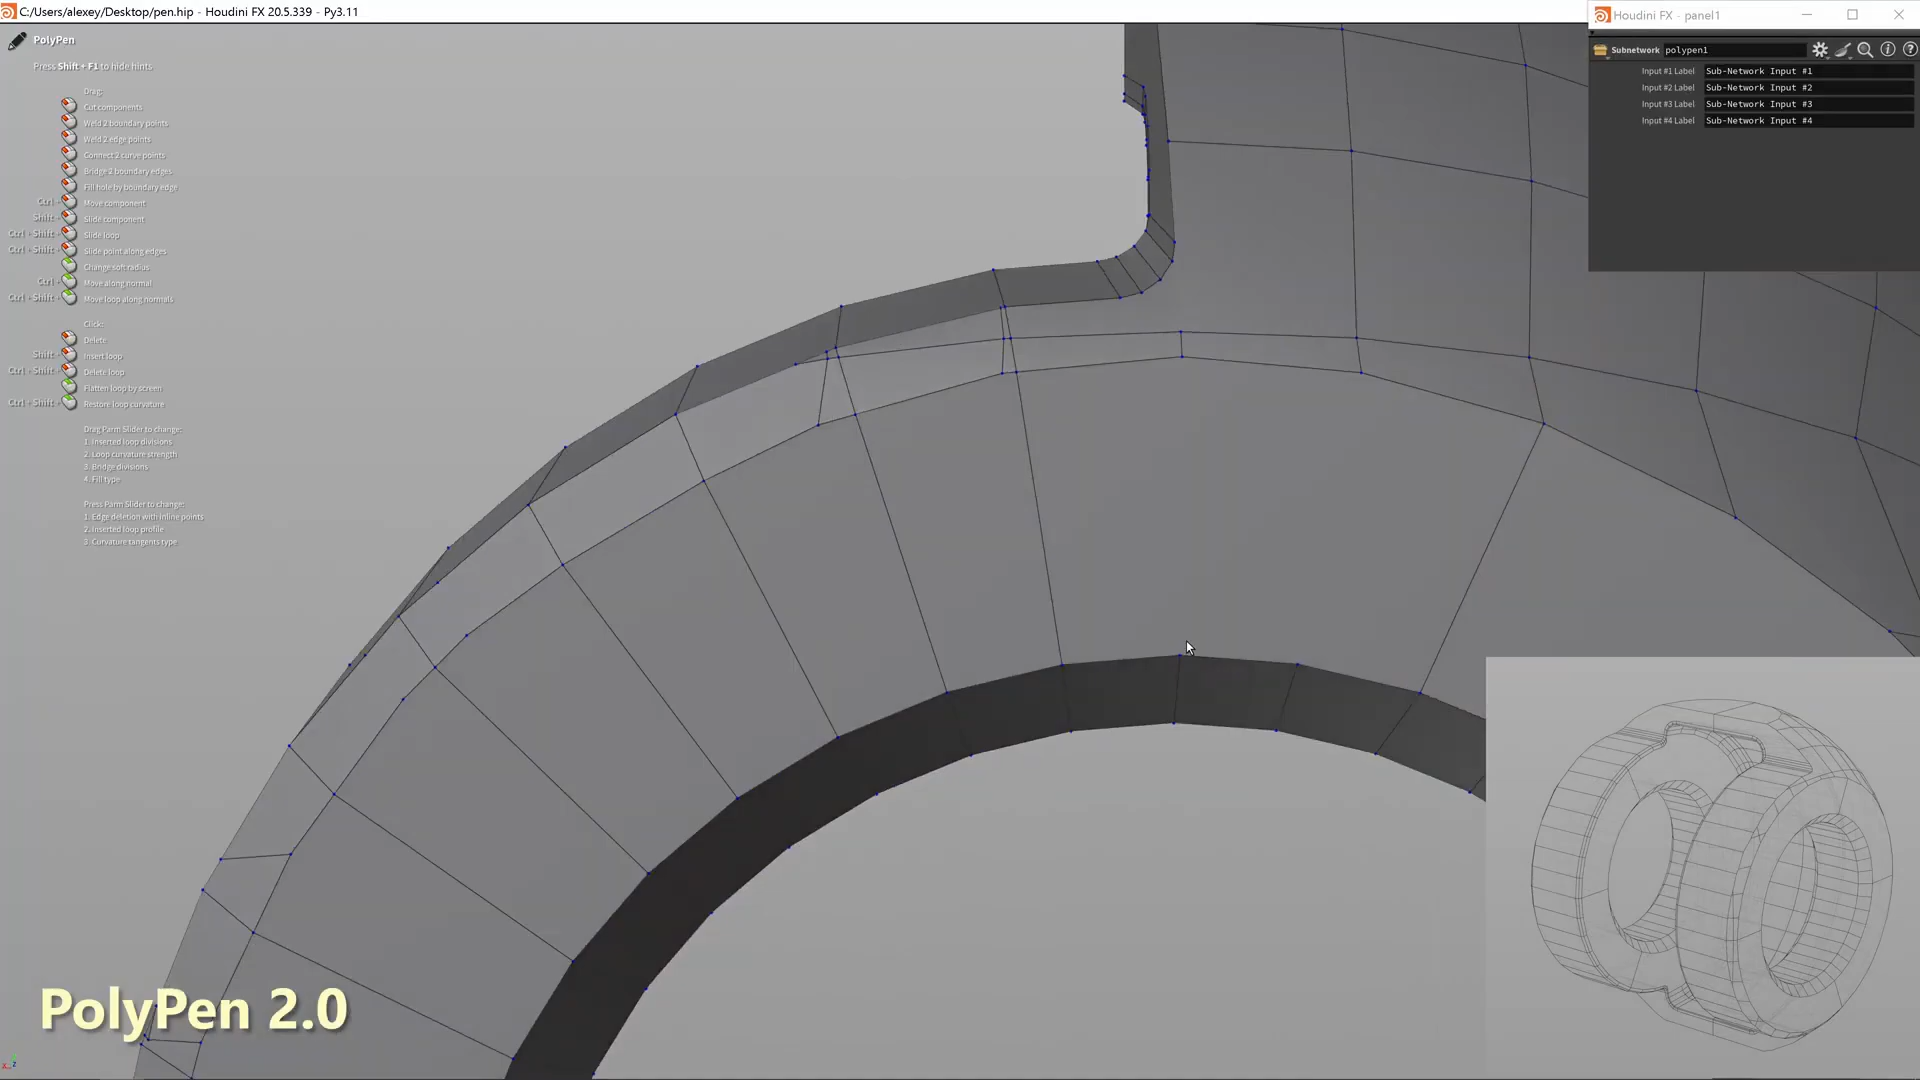 C:/Users/alexey/Desktop/pen.hip - Houdini FX 20.5.339 - Py3.11
Houdini FX - panel1
PolyPen
Press Shift + F1 to hide hints
Drag:
Cut components
Weld 2 boundary points
Weld 2 edge points
Connect 2 curve points
Bridge 2 boundary edges
Fill hole by boundary edge
Ctrl + Move component
Shift + Slide component
Ctrl + Shift + Slide loop
Ctrl + Shift + Slide point along edges
Change soft radius
Ctrl + Move along normal
Ctrl + Shift + Move loop along normals
Click:
Delete
Shift + Insert loop
Ctrl + Shift + Delete loop
Flatten loop by screen
Ctrl + Shift + Restore loop curvature
Drag Parm Slider to change:
1. Inserted loop divisions
2. Loop curvature strength
3. Bridge divisions
4. Fill type
Press Parm Slider to change:
1. Edge deletion with inline points
2. Inserted loop profile
3. Curvature tangents type
Subnetwork polypen1
Input #1 Label Sub-Network Input #1
Input #2 Label Sub-Network Input #2
Input #3 Label Sub-Network Input #3
Input #4 Label Sub-Network Input #4
PolyPen 2.0